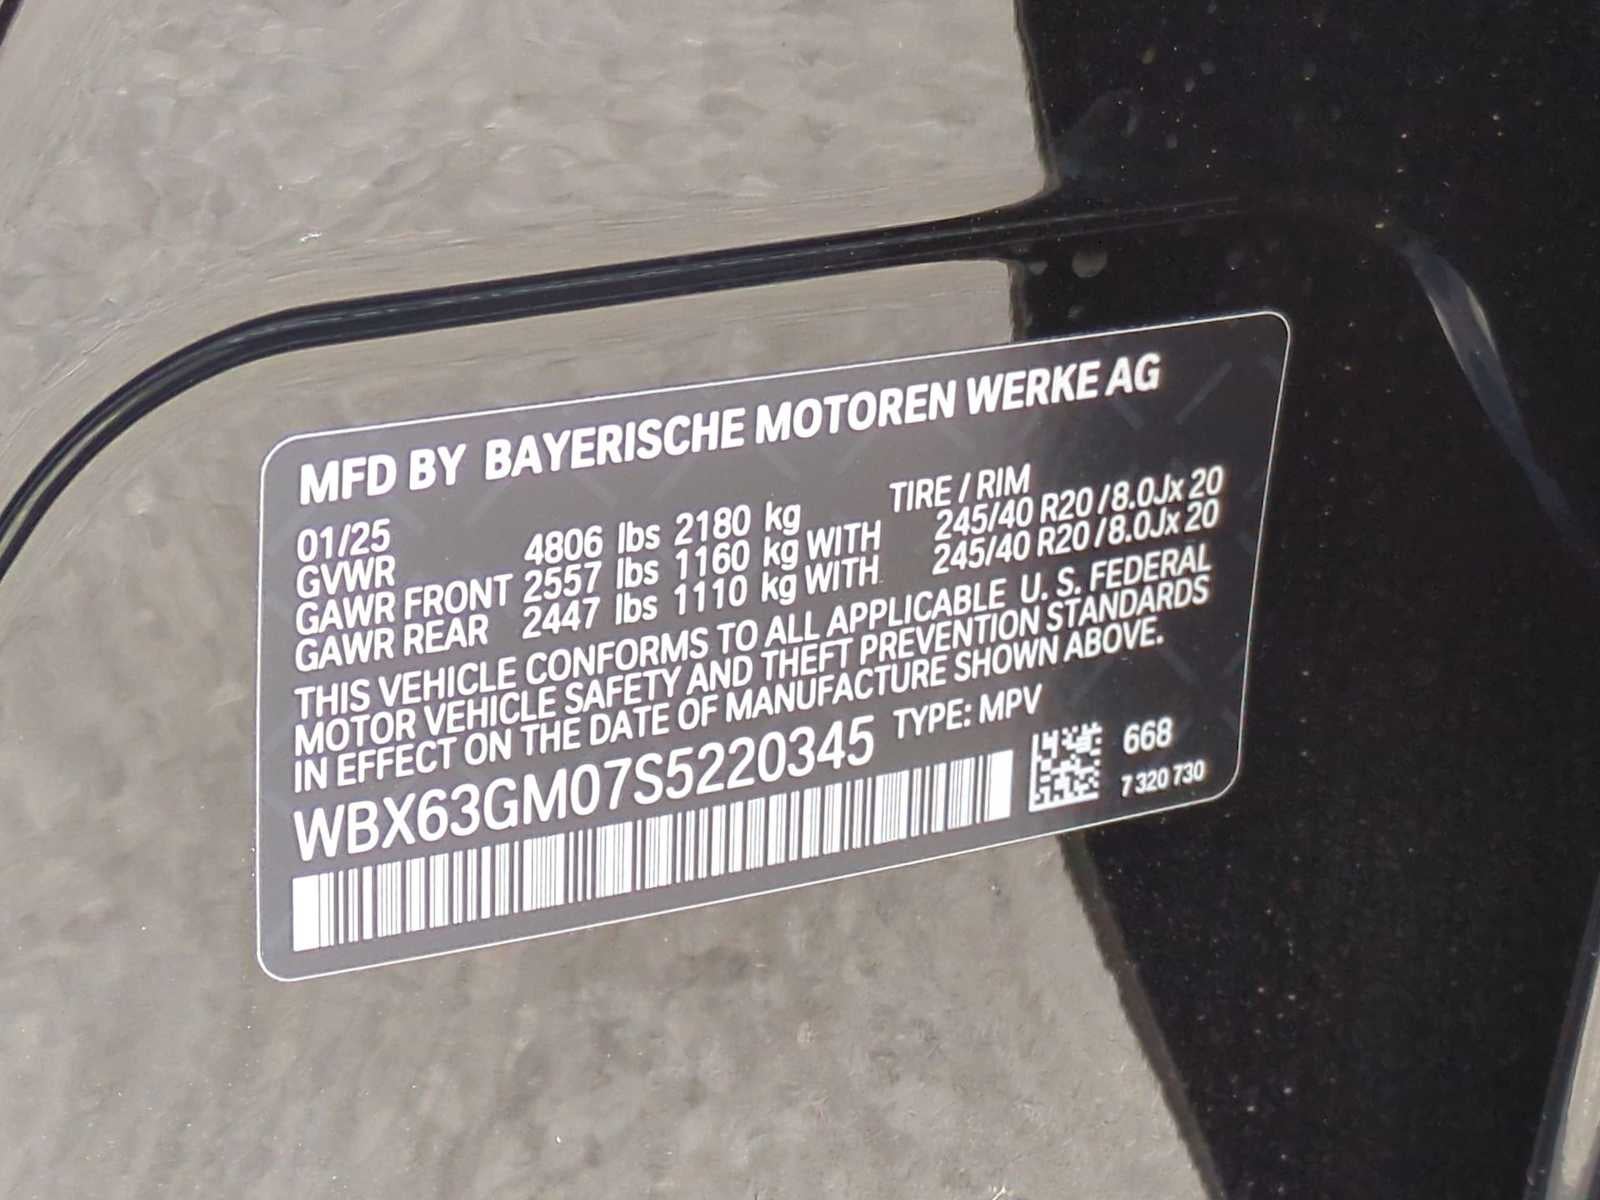 MFD BY BAYERISCHE MOTOREN WERKE AG
01/25 TIRE / RIM
GVWR 4806 lbs 2180 kg
GAWR FRONT 2557 lbs 1160 kg WITH 245/40 R20 / 8.0Jx 20
GAWR REAR 2447 lbs 1110 kg WITH 245/40 R20 / 8.0Jx 20
THIS VEHICLE CONFORMS TO ALL APPLICABLE U. S. FEDERAL
MOTOR VEHICLE SAFETY AND THEFT PREVENTION STANDARDS
IN EFFECT ON THE DATE OF MANUFACTURE SHOWN ABOVE.
WBX63GM07S5220345 TYPE: MPV
668
7 320 730